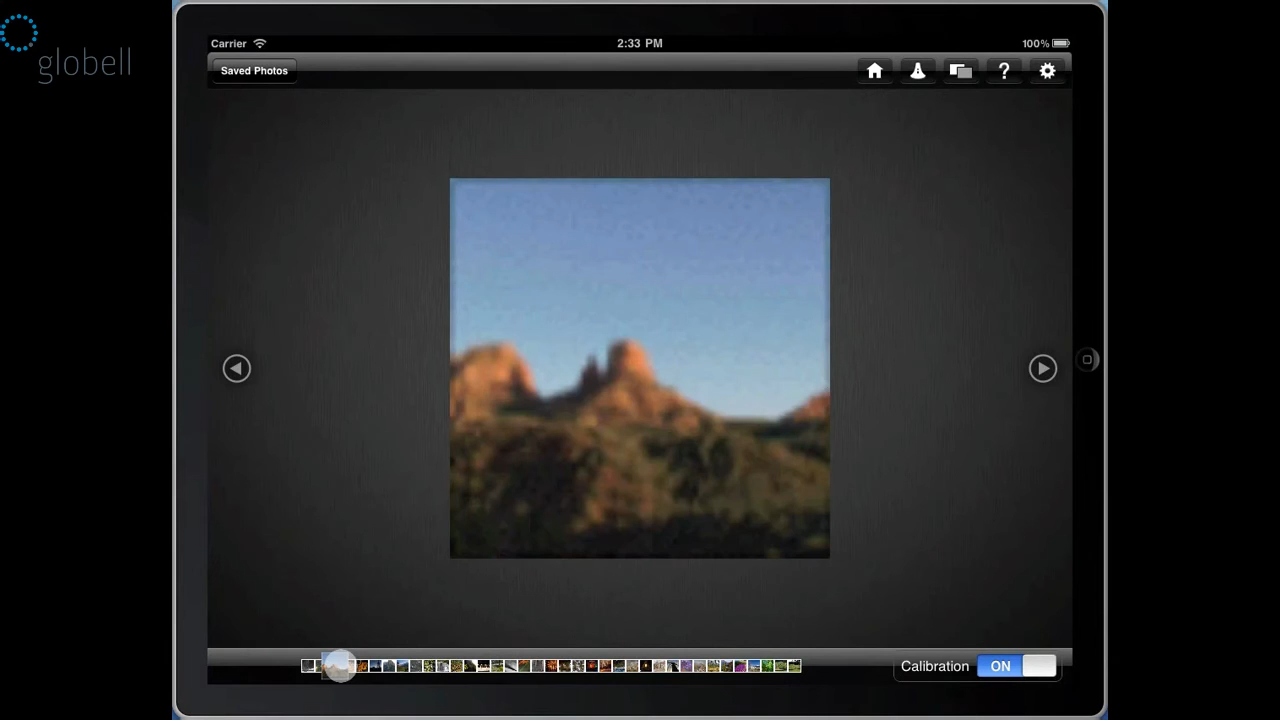 globell
Carrier
2:33 PM
100%
Saved Photos
?
Calibration
ON